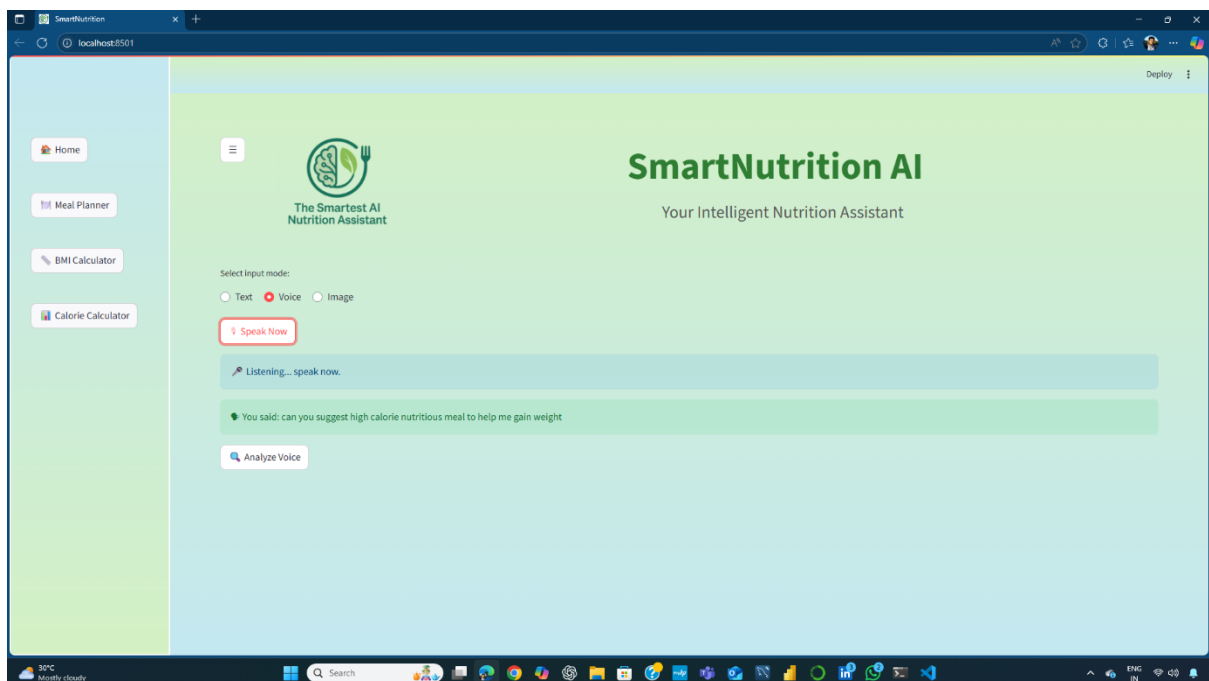 SmartNutrition
localhost:8501
Deploy
Home
Meal Planner
BMI Calculator
Calorie Calculator
The Smartest AI
Nutrition Assistant
SmartNutrition AI
Your Intelligent Nutrition Assistant
Select input mode:
Text Voice Image
Speak Now
Listening... speak now.
You said: can you suggest high calorie nutritious meal to help me gain weight
Analyze Voice
30°C
Mostly cloudy
Search
ENG
IN